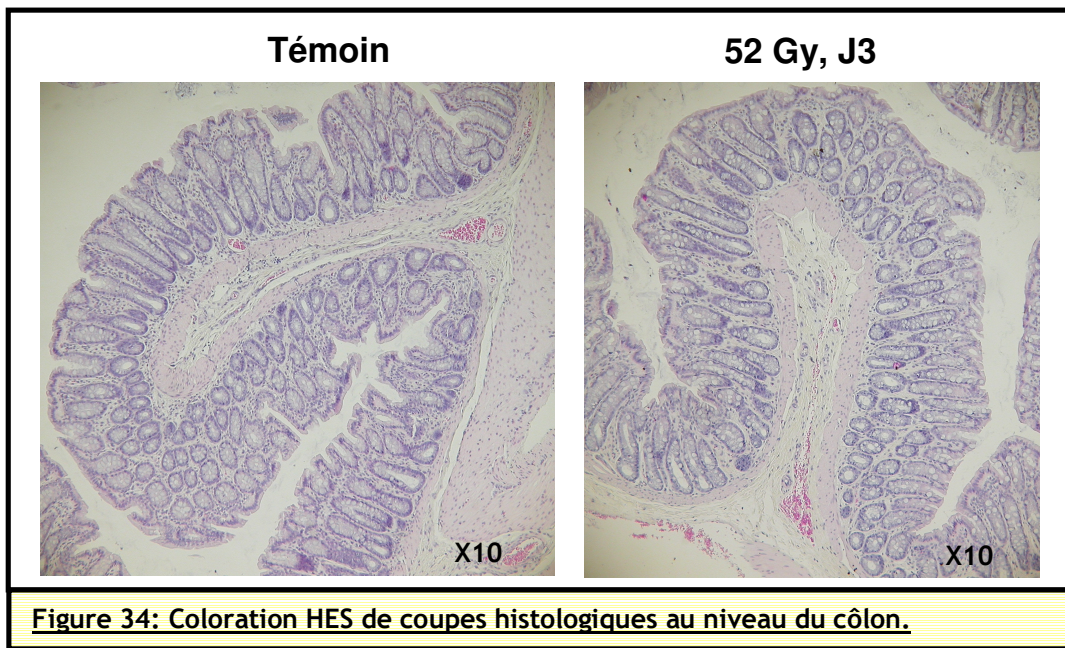 Témoin
52 Gy, J3
X10
X10
Figure 34: Coloration HES de coupes histologiques au niveau du côlon.